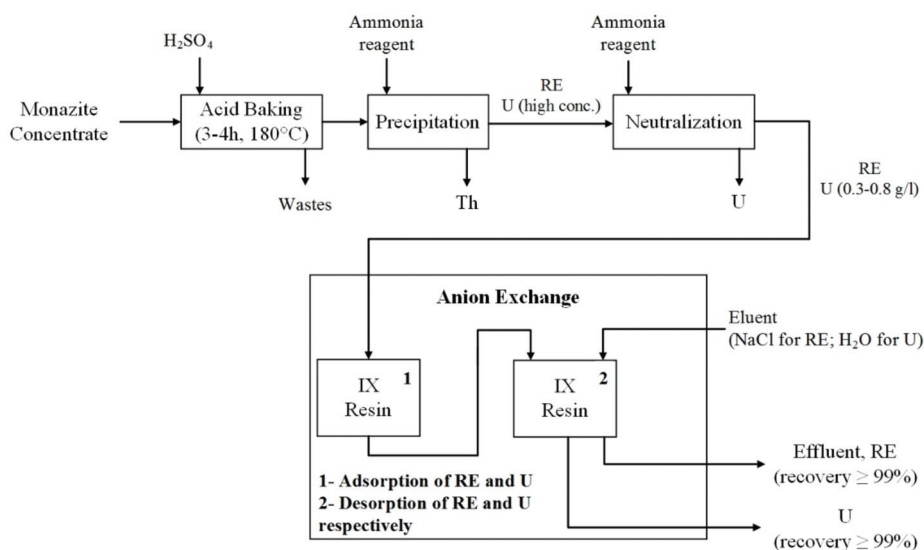 H₂SO₄
Ammonia
reagent
Ammonia
reagent
Monazite
Concentrate
Acid Baking
(3-4h, 180°C)
Precipitation
RE
U (high conc.)
Neutralization
Wastes
Th
U
RE
U (0.3-0.8 g/l)
Anion Exchange
Eluent
(NaCl for RE; H₂O for U)
IX
Resin
1
IX
Resin
2
1- Adsorption of RE and U
2- Desorption of RE and U
respectively
Effluent, RE
(recovery ≥ 99%)
U
(recovery ≥ 99%)